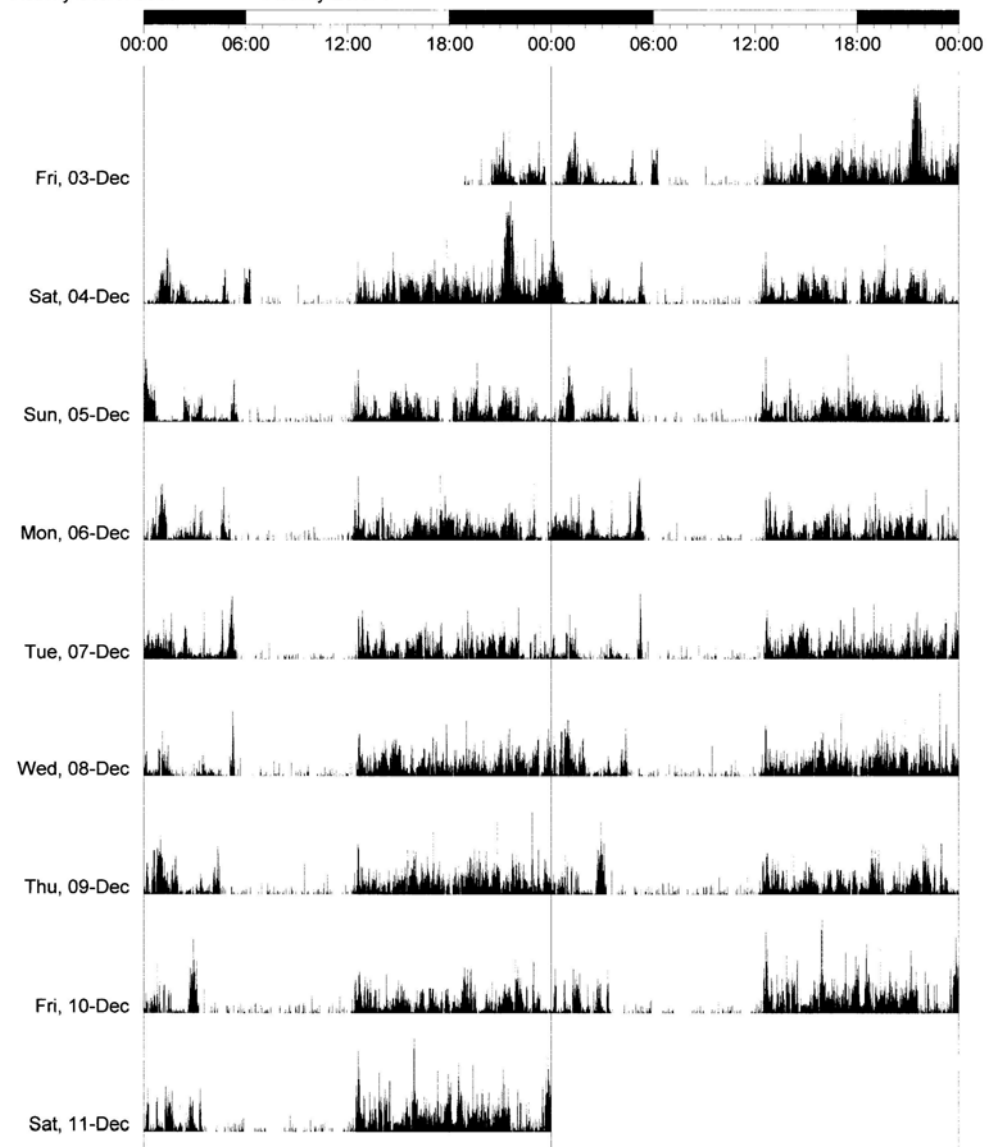 00:00 06:00 12:00 18:00 00:00 06:00 12:00 18:00 00:00
Fri, 03-Dec
Sat, 04-Dec
Sun, 05-Dec
Mon, 06-Dec
Tue, 07-Dec
Wed, 08-Dec
Thu, 09-Dec
Fri, 10-Dec
Sat, 11-Dec